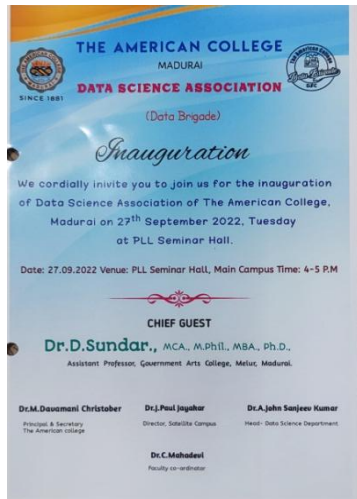 THE AMERICAN COLLEGE
MADURAI
DATA SCIENCE ASSOCIATION
SINCE 1881
(Data Brigade)
Inauguration
We cordially inivite you to join us for the inauguration
of Data Science Association of The American College,
Madurai on 27th September 2022, Tuesday
at PLL Seminar Hall.
Date: 27.09.2022 Venue: PLL Seminar Hall, Main Campus Time: 4-5 P.M
CHIEF GUEST
Dr.D.Sundar., MCA., M.Phil., MBA., Ph.D.,
Assistant Professor, Government Arts College, Melur, Madurai.
Dr.M.Davamani Christober Dr.J.Paul Jayakar Dr.A.John Sanjeev Kumar
Principal & Secretary Director, Satellite Campus Head- Data Science Department
The American college
Dr.C.Mahadevi
Faculty co-ordinator